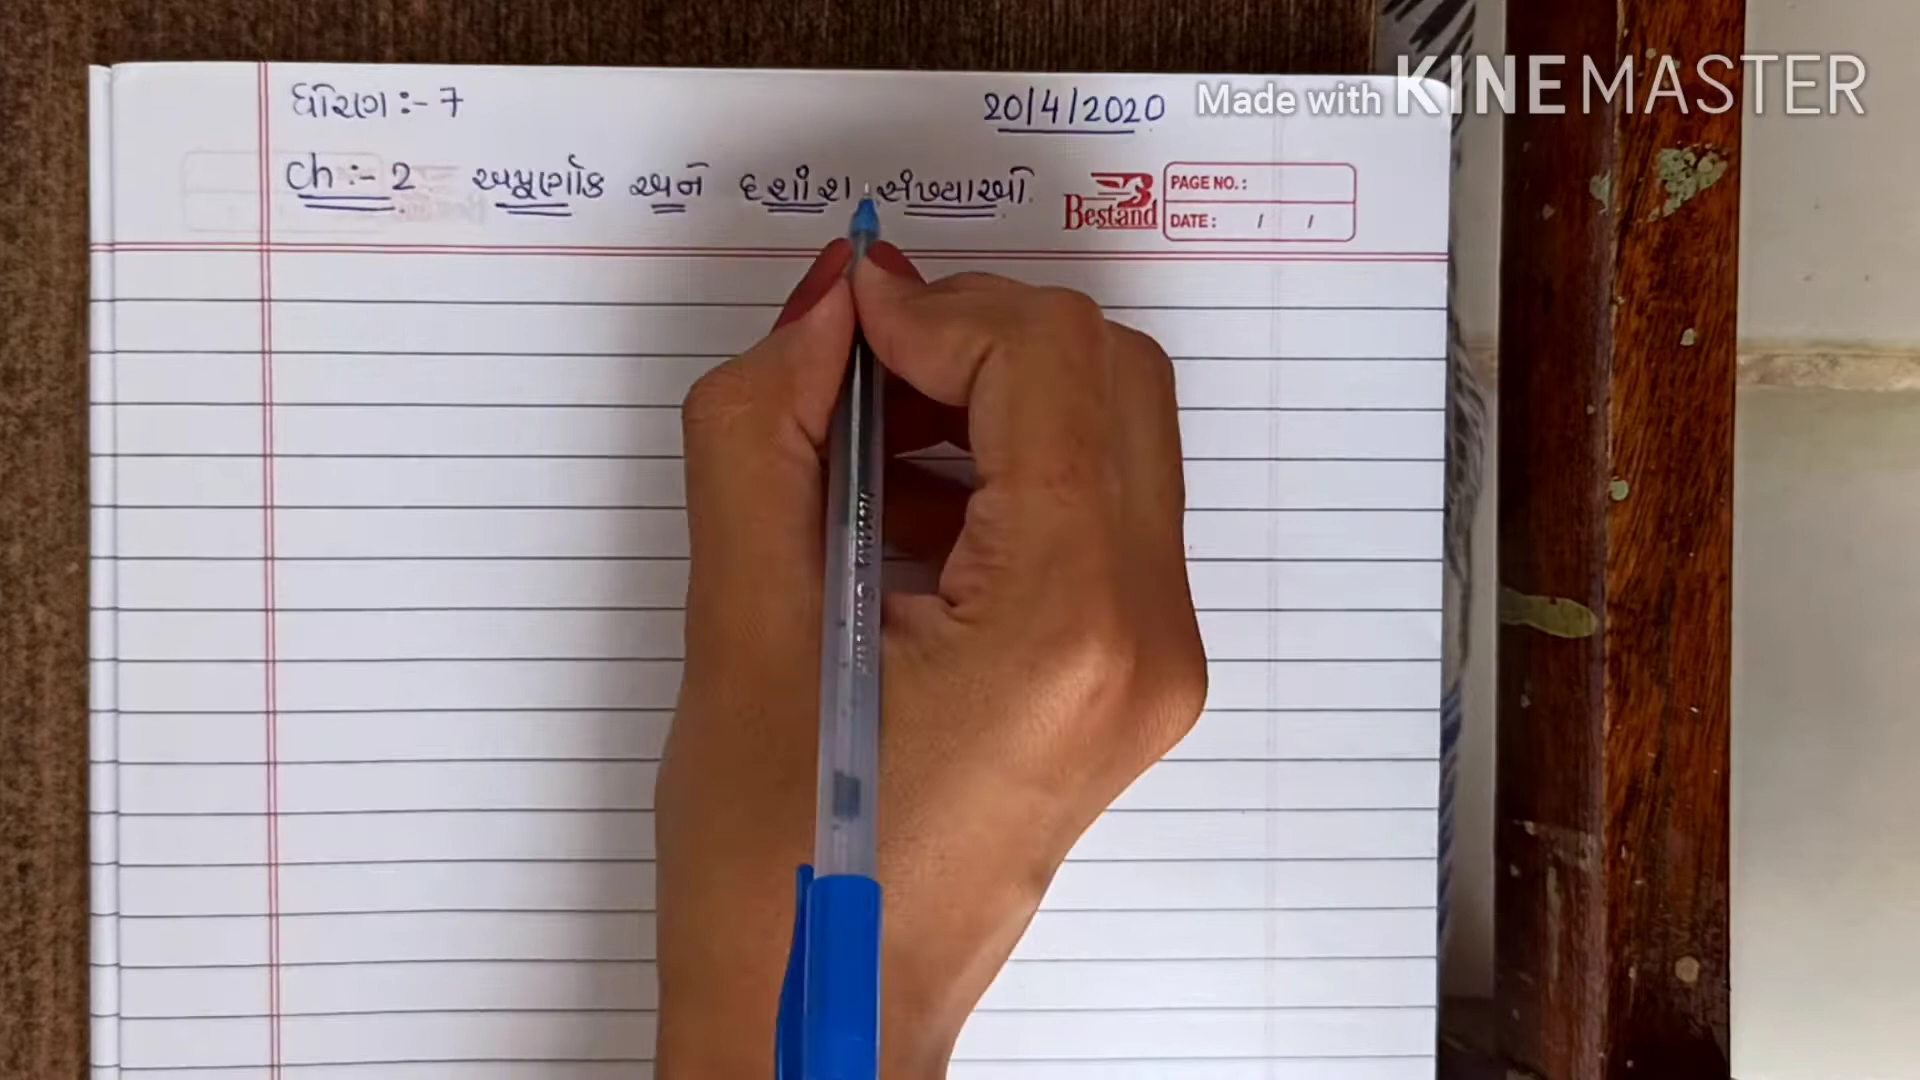 ધોરણ :- 7
20/4/2020
Made with KINEMASTER
Ch :- 2 અપૂર્ણાંક અને દશાંશ સંખ્યાઓ
Bestand
PAGE NO. :
DATE : / /